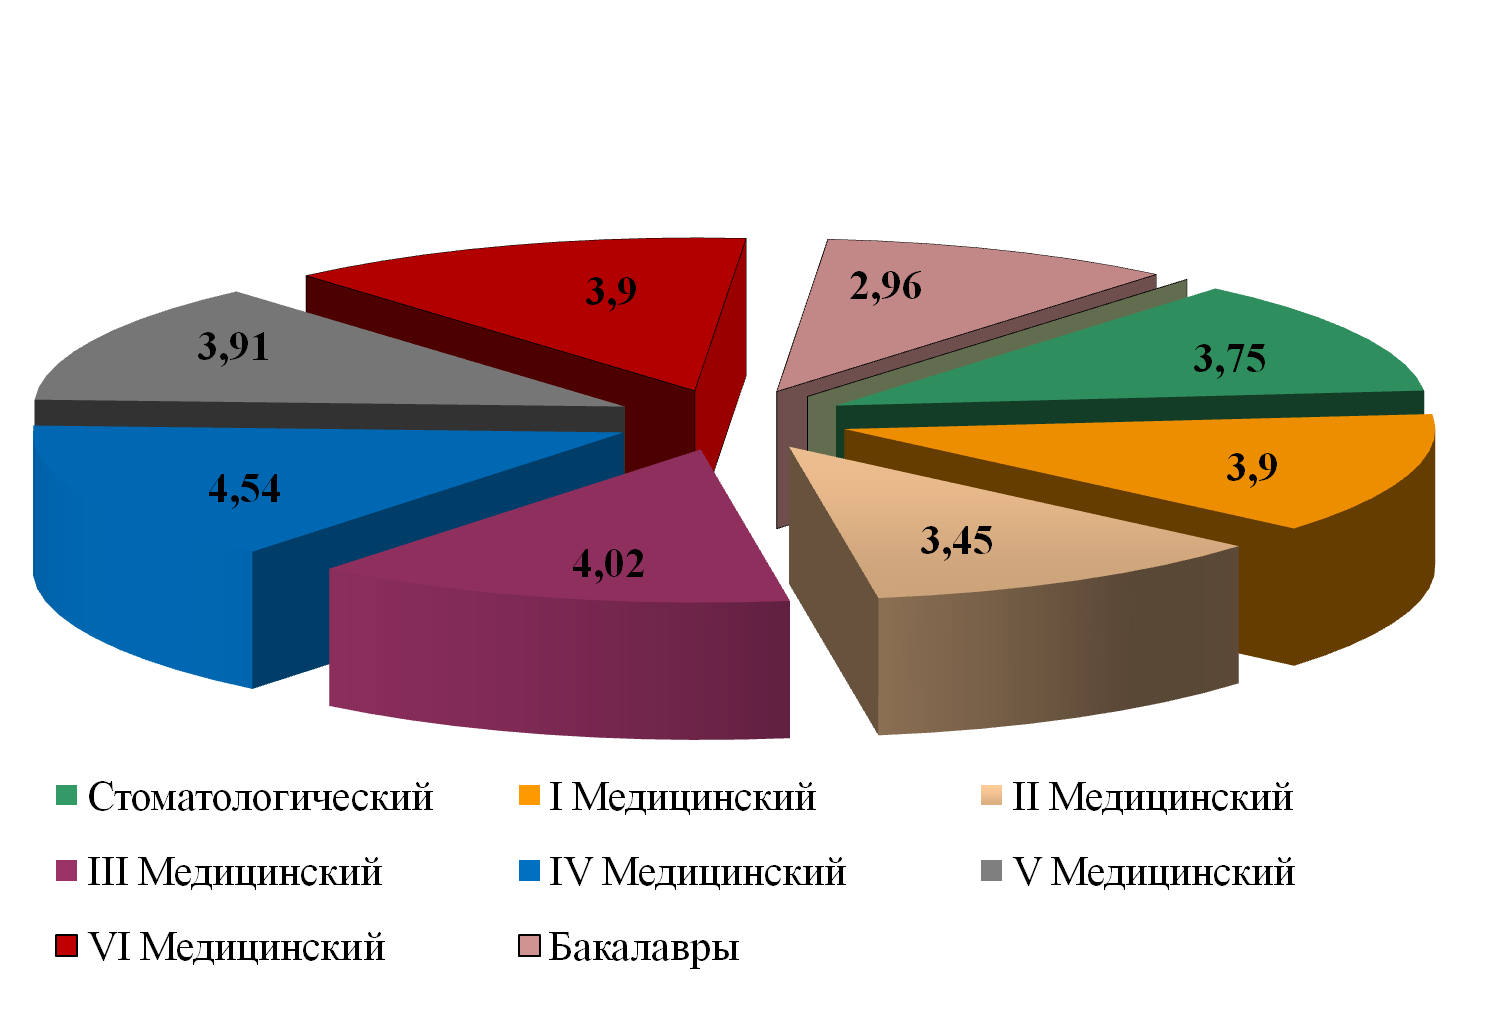 3,9
2,96
3,91
3,75
4,54
3,9
4,02
3,45
Стоматологический
I Медицинский
II Медицинский
III Медицинский
IV Медицинский
V Медицинский
VI Медицинский
Бакалавры